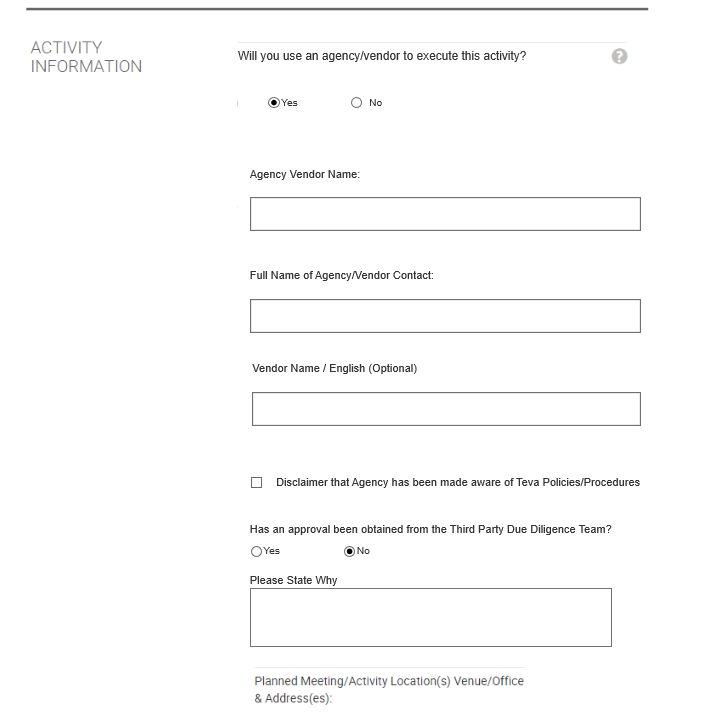 ACTIVITY
INFORMATION
Will you use an agency/vendor to execute this activity?
?
Yes No
Agency Vendor Name:
Full Name of Agency/Vendor Contact:
Vendor Name / English (Optional)
Disclaimer that Agency has been made aware of Teva Policies/Procedures
Has an approval been obtained from the Third Party Due Diligence Team?
Yes No
Please State Why
Planned Meeting/Activity Location(s) Venue/Office
& Address(es):